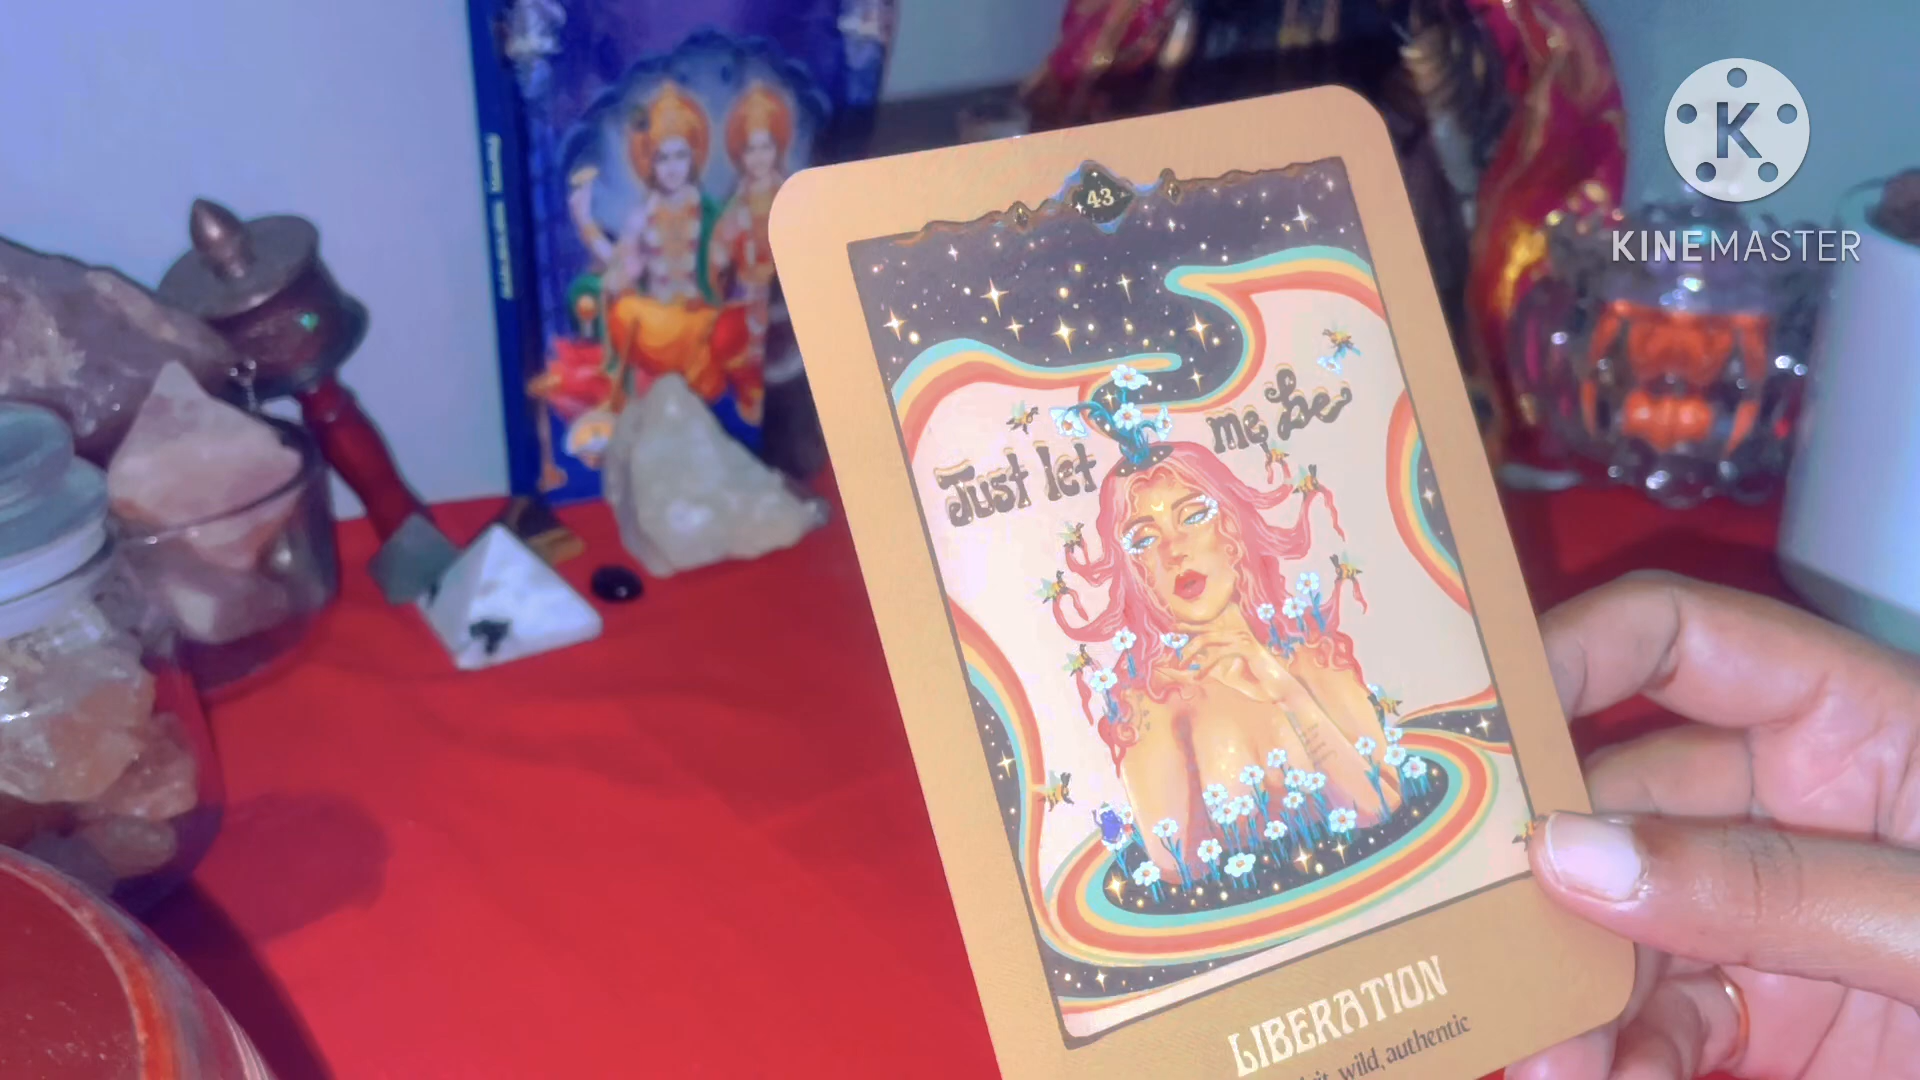 K
KINEMASTER
43
Just let me be
LIBERATION
wild, authentic